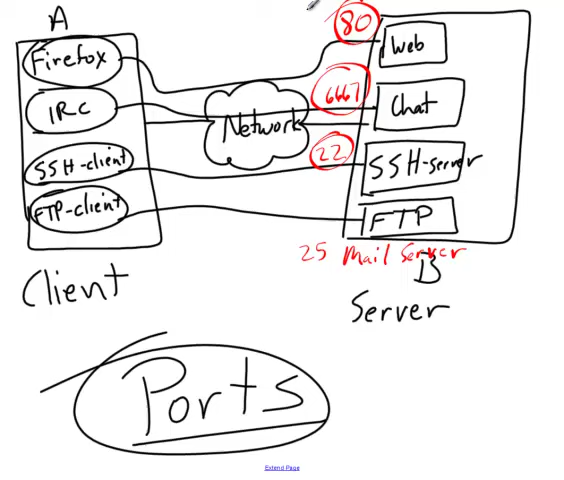 A
Firefox
IRC
SSH-client
FTP-client
Client
Network
80
Web
6667
Chat
22
SSH-server
FTP
25 Mail Server
B
Server
Ports
Extend Page